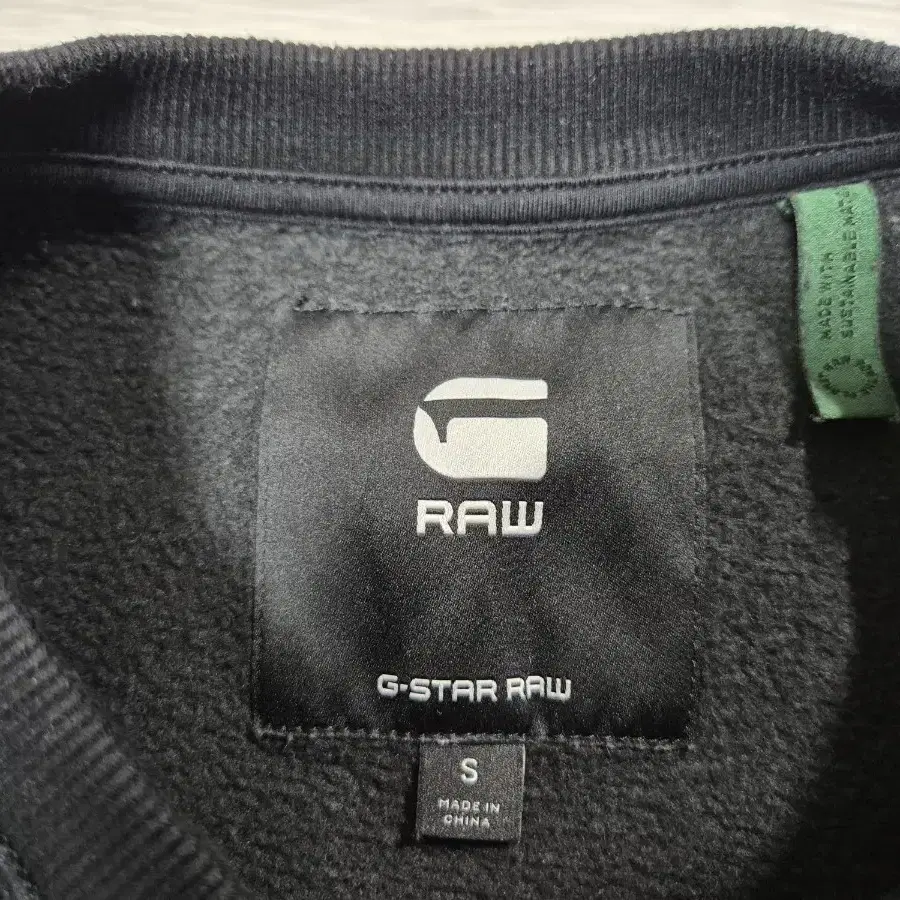 RAW
G-STAR RAW
S
MADE IN
CHINA
MADE WITH
SUSTAINABLE